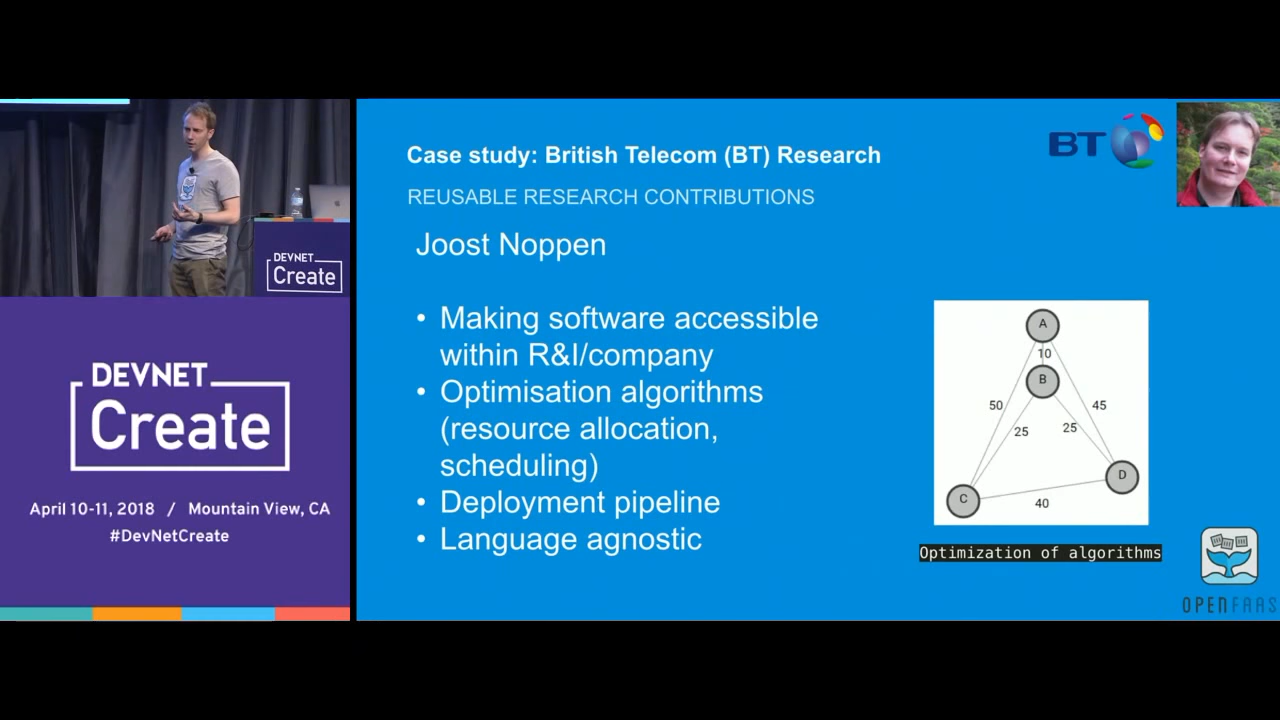 DEVNET
Create
DEVNET
Create
April 10-11, 2018 / Mountain View, CA
#DevNetCreate
Case study: British Telecom (BT) Research
REUSABLE RESEARCH CONTRIBUTIONS
Joost Noppen
• Making software accessible
within R&I/company
• Optimisation algorithms
(resource allocation,
scheduling)
• Deployment pipeline
• Language agnostic
BT
A
10
B
50
45
25
25
D
C
40
Optimization of algorithms
OPENFAAS